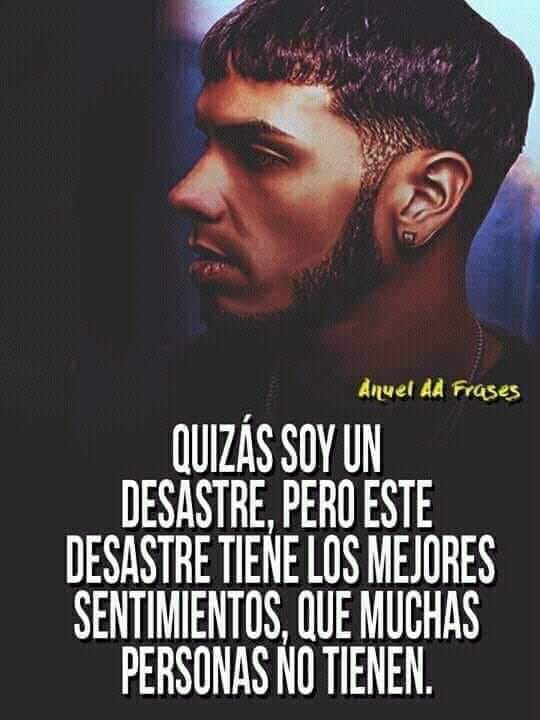 Anuel AA Frases
QUIZÁS SOY UN
DESASTRE, PERO ESTE
DESASTRE TIENE LOS MEJORES
SENTIMIENTOS, QUE MUCHAS
PERSONAS NO TIENEN.